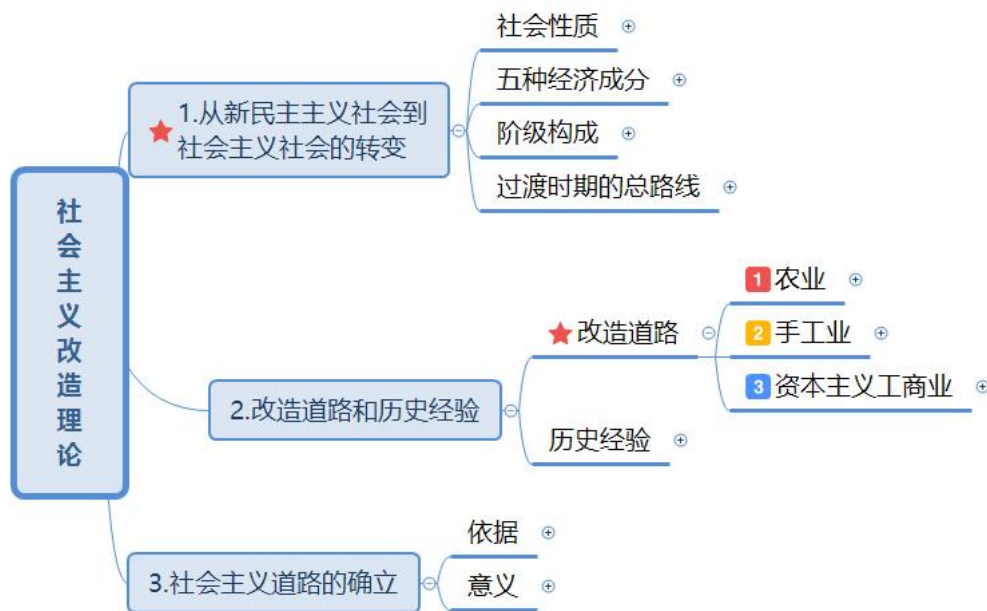 社会主义改造理论
1.从新民主主义社会到
社会主义社会的转变
社会性质
五种经济成分
阶级构成
过渡时期的总路线
2.改造道路和历史经验
改造道路
1 农业
2 手工业
3 资本主义工商业
历史经验
3.社会主义道路的确立
依据
意义